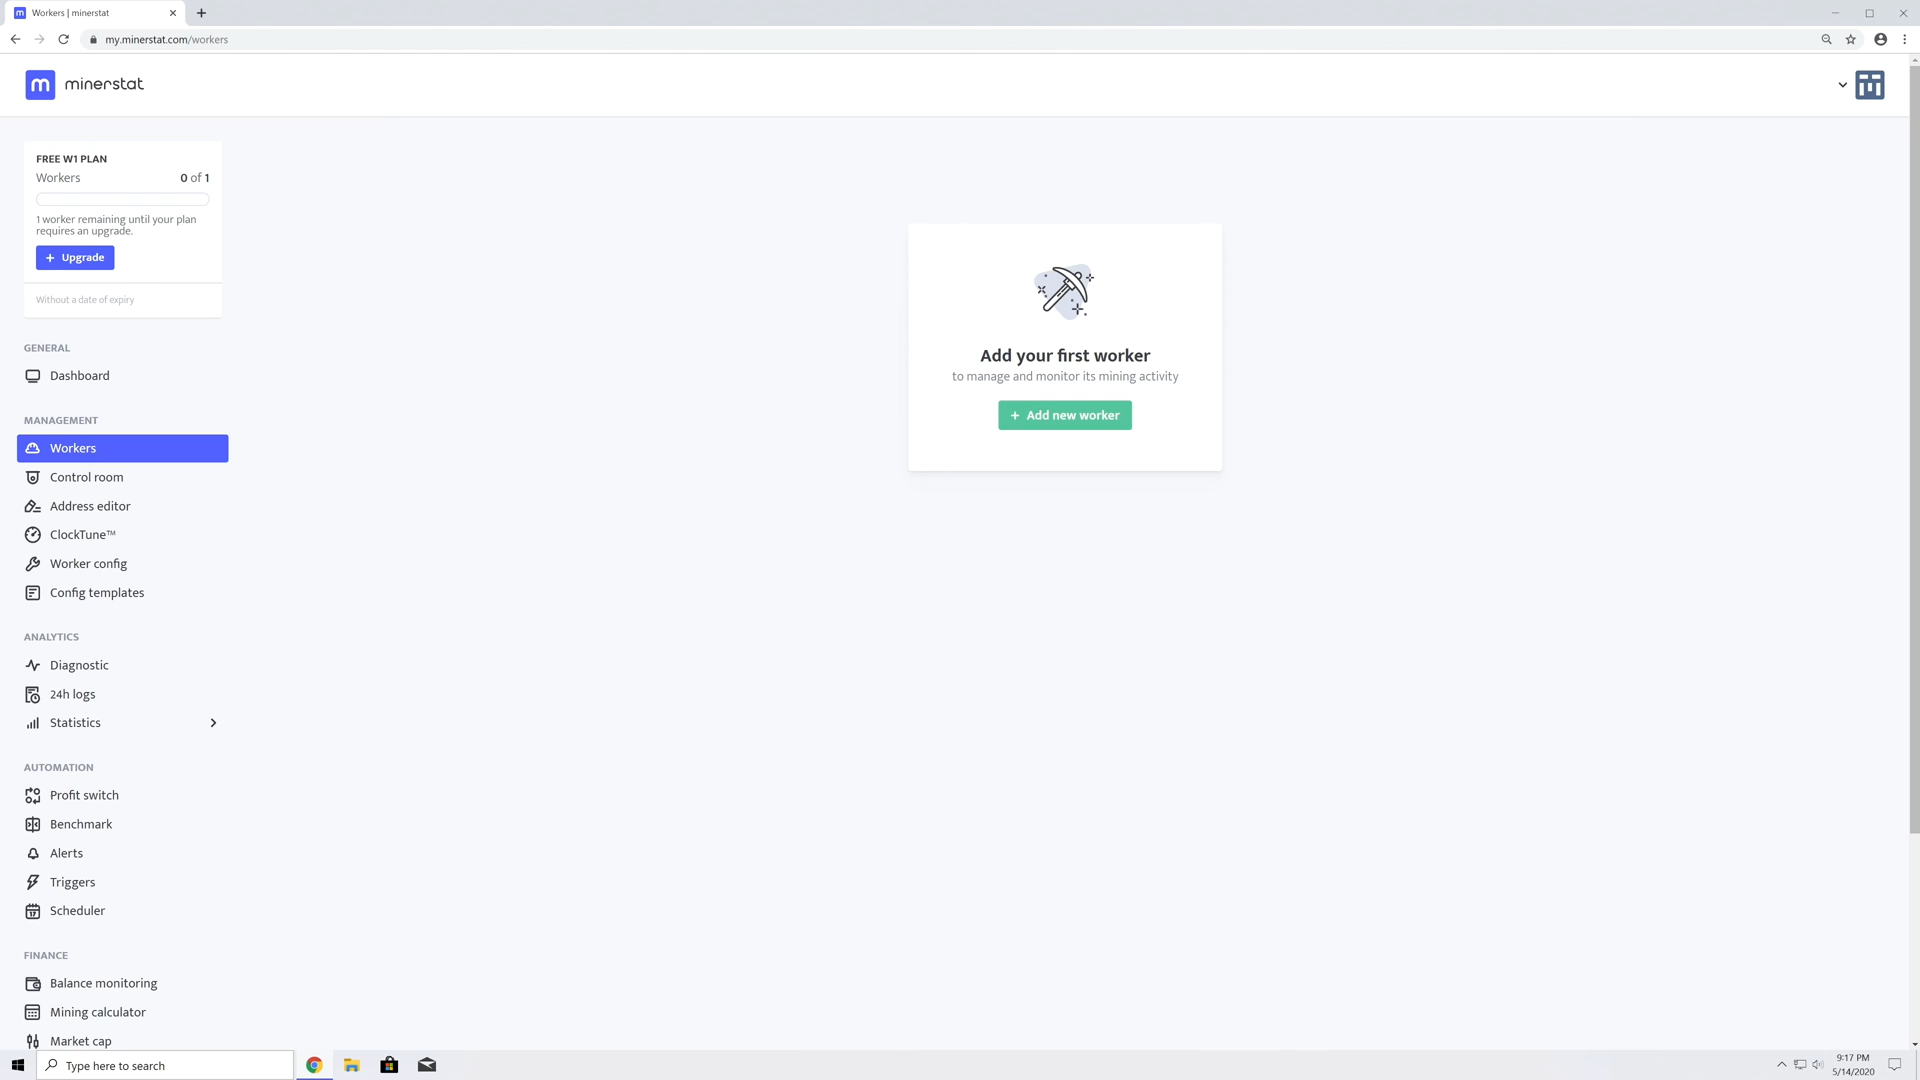 Workers | minerstat
my.minerstat.com/workers
minerstat
FREE W1 PLAN
Workers 0 of 1
1 worker remaining until your plan
requires an upgrade.
+ Upgrade
Without a date of expiry
GENERAL
Dashboard
MANAGEMENT
Workers
Control room
Address editor
ClockTune™
Worker config
Config templates
ANALYTICS
Diagnostic
24h logs
Statistics
AUTOMATION
Profit switch
Benchmark
Alerts
Triggers
Scheduler
FINANCE
Balance monitoring
Mining calculator
Market cap
Add your first worker
to manage and monitor its mining activity
+ Add new worker
Type here to search
9:17 PM
5/14/2020